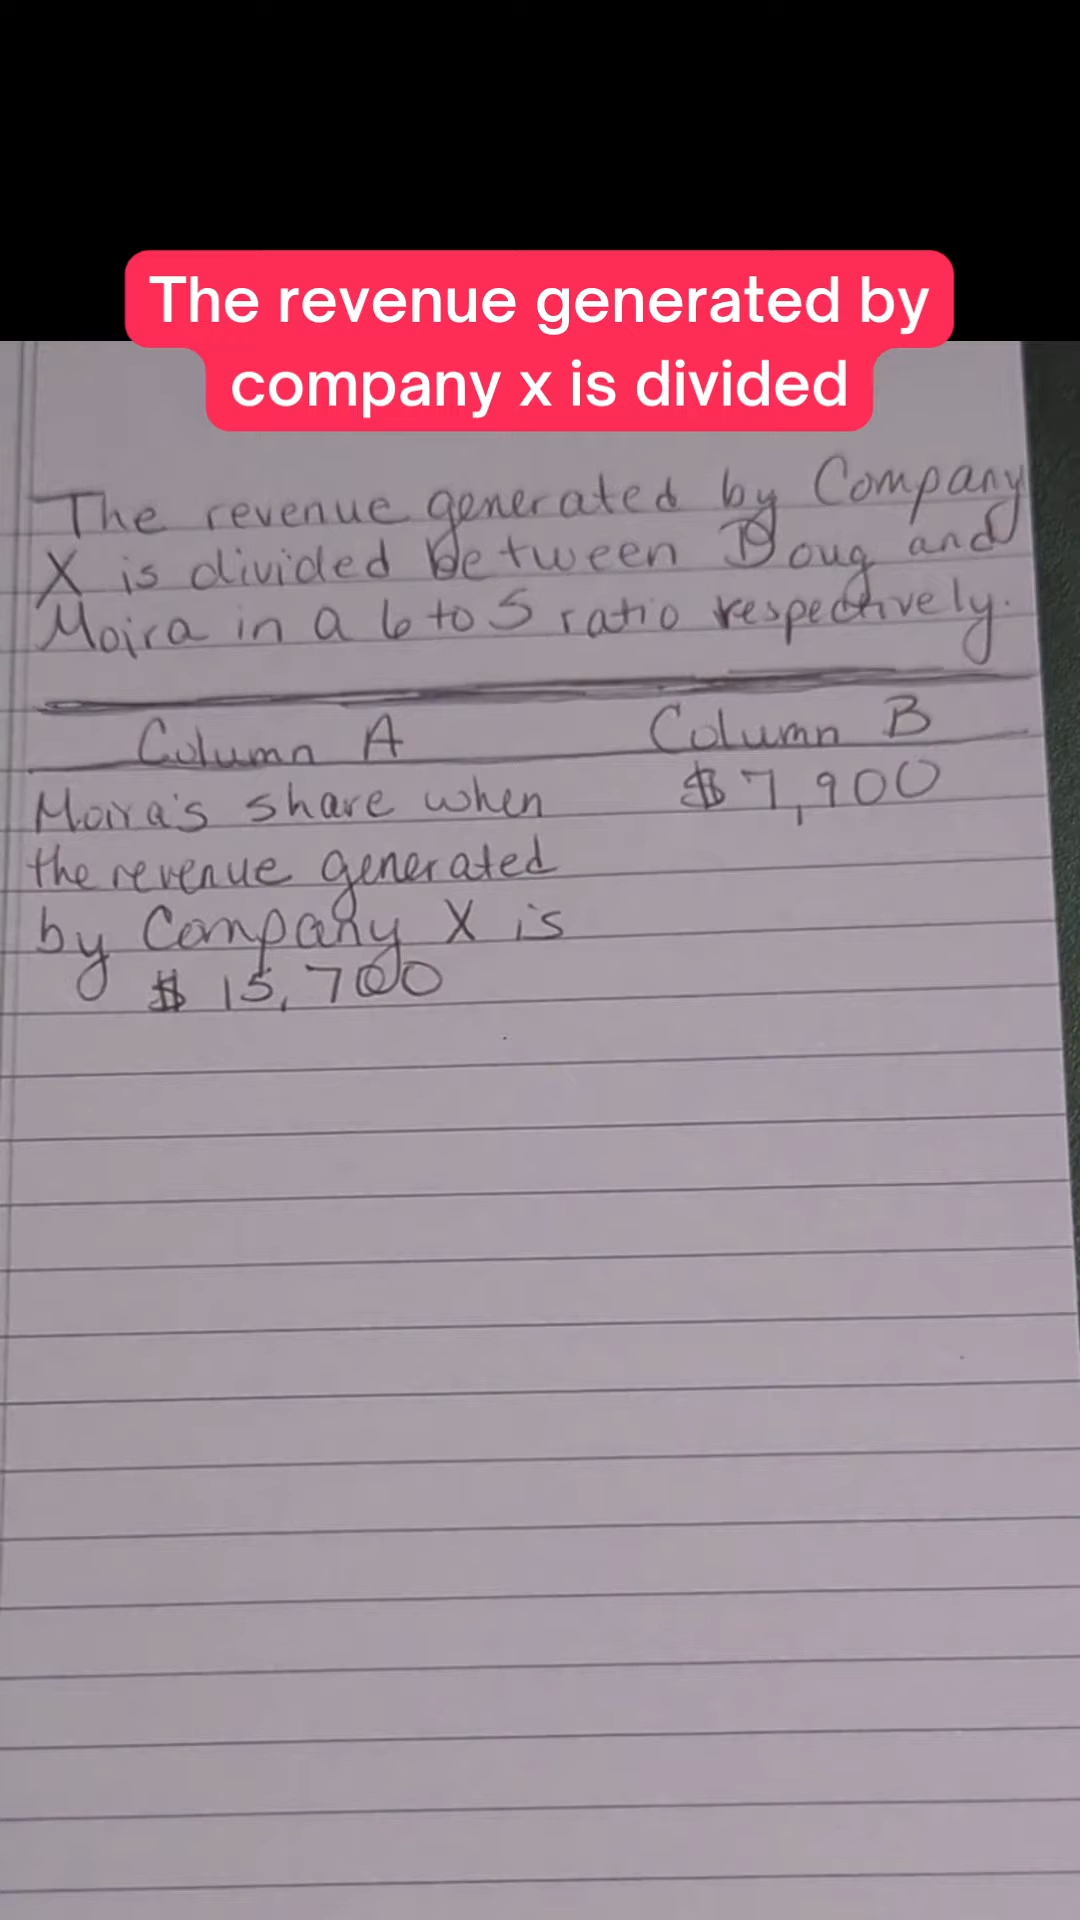 The revenue generated by
company x is divided
The revenue generated by Company
X is divided between Doug and
Moira in a 6 to 5 ratio respectively.
Column A Column B
Moira's share when $7,900
the revenue generated
by Company X is
$ 15,700